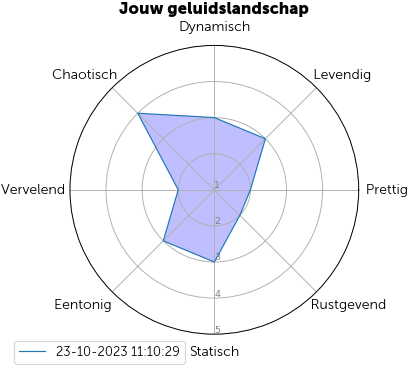 Jouw geluidslandschap
Dynamisch
Chaotisch
Levendig
Vervelend
1
Prettig
2
3
4
Eentonig
Rustgevend
5
23-10-2023 11:10:29
Statisch